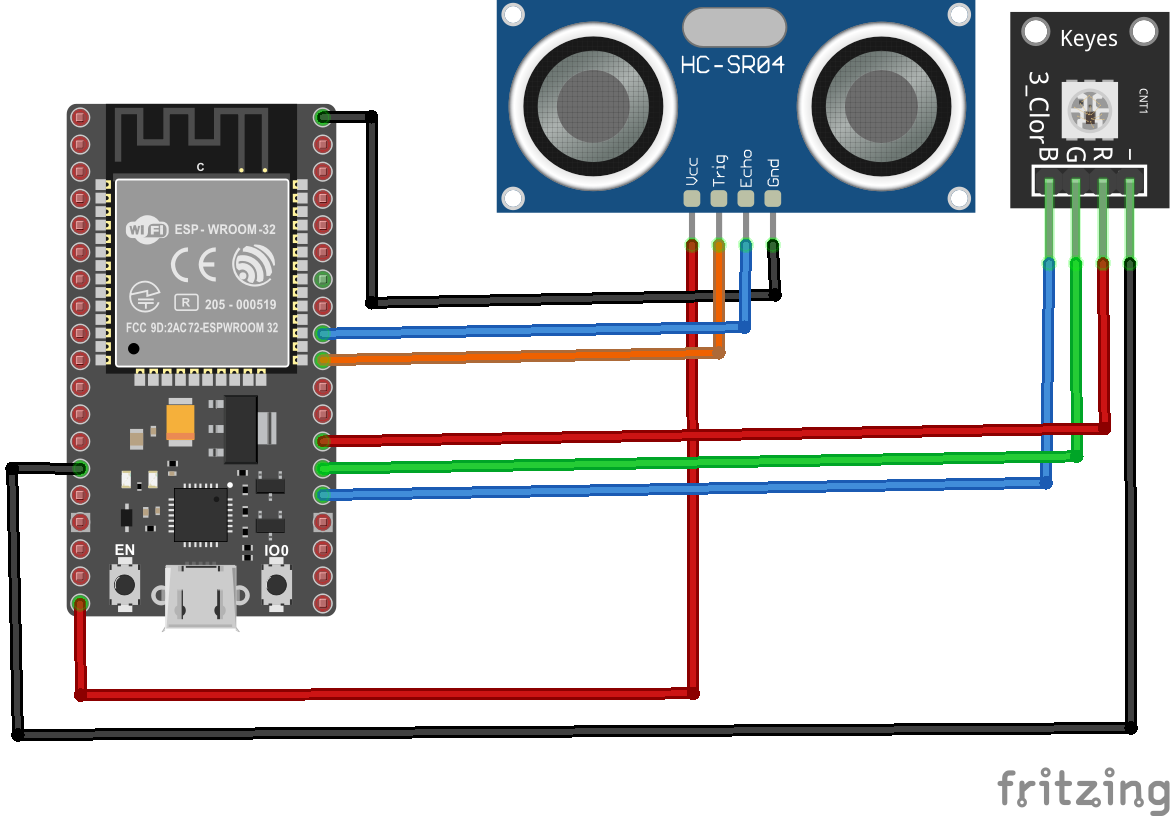 HC-SR04
Vcc
Trig
Echo
Gnd
Keyes
3_Clor
CNT1
B
G
R
-
C
WiFi ESP - WROOM -32
CE
R 205 - 000519
FCC 9D:2AC72-ESPWROOM 32
EN
IO0
fritzing